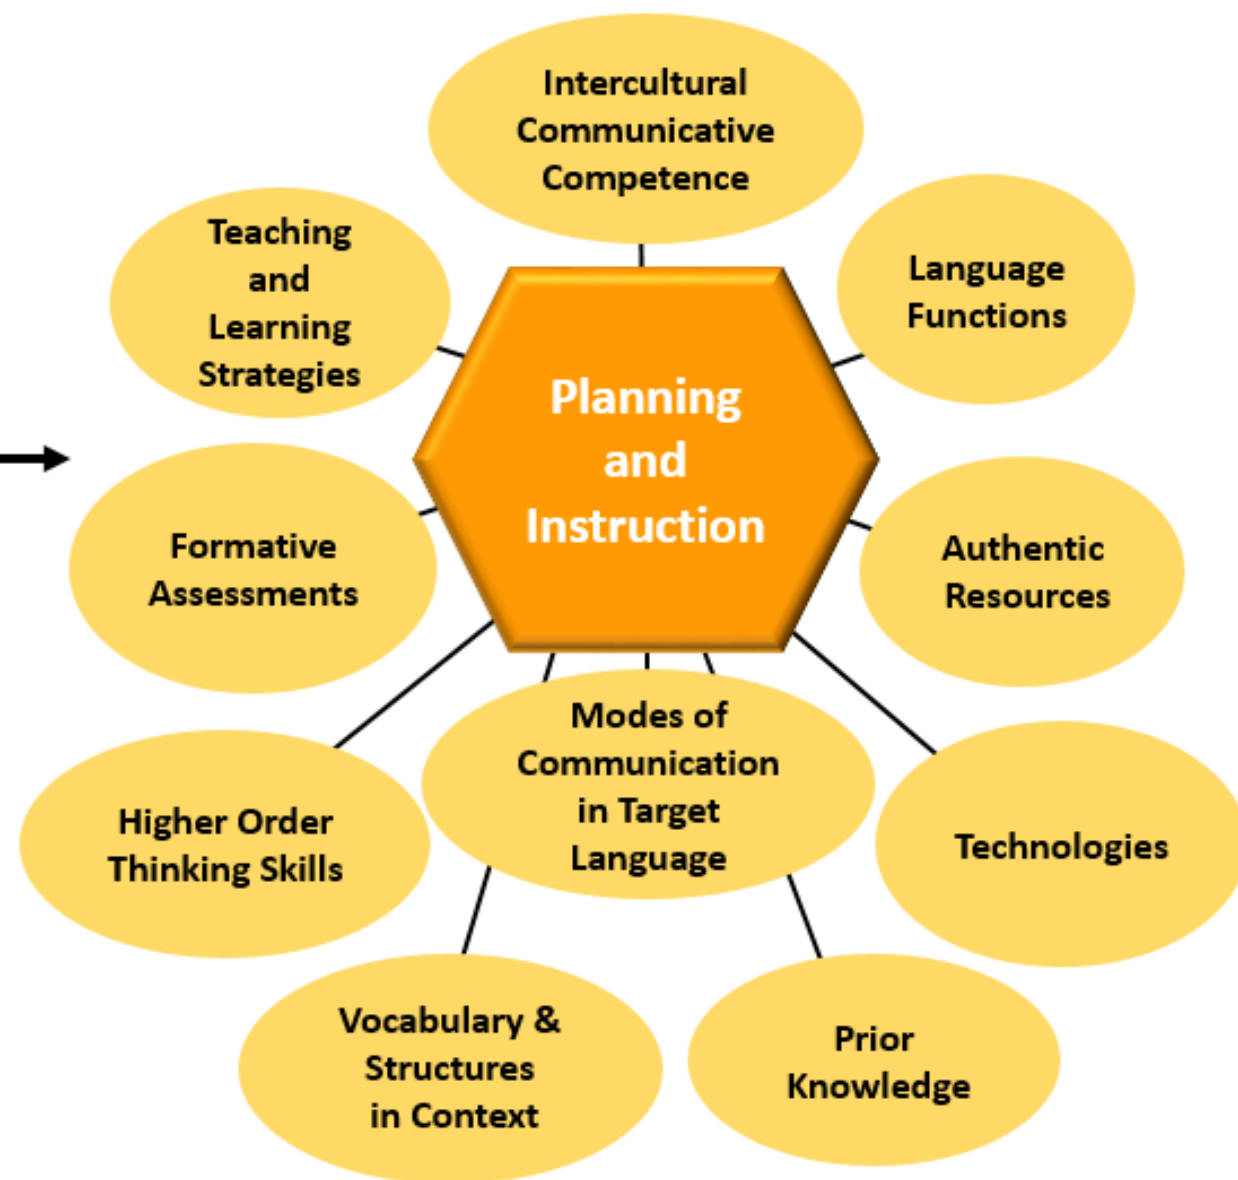 Intercultural
Communicative
Competence
Teaching
and
Learning
Strategies
Language
Functions
Planning
and
Instruction
Formative
Assessments
Authentic
Resources
Modes of
Communication
in Target
Language
Higher Order
Thinking Skills
Technologies
Vocabulary &
Structures
in Context
Prior
Knowledge